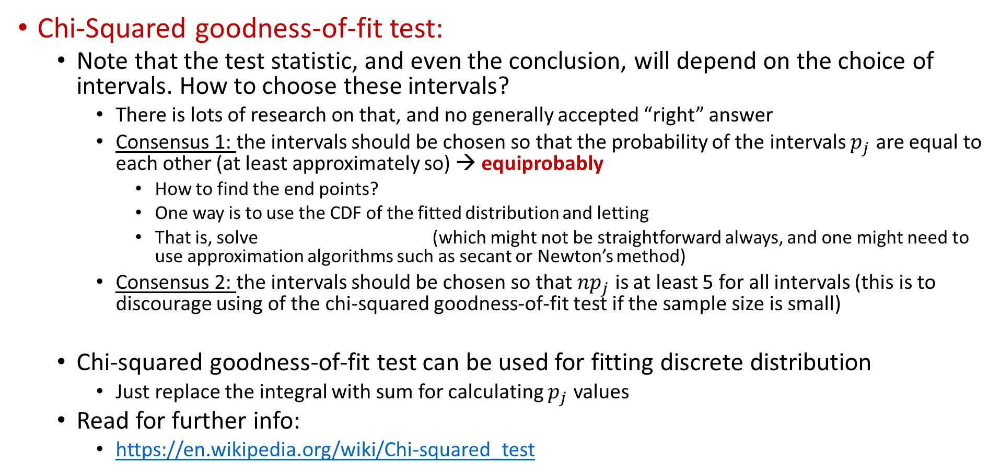 • Chi-Squared goodness-of-fit test:
• Note that the test statistic, and even the conclusion, will depend on the choice of
intervals. How to choose these intervals?
• There is lots of research on that, and no generally accepted “right” answer
• Consensus 1: the intervals should be chosen so that the probability of the intervals p_j are equal to
each other (at least approximately so) → equiprobably
• How to find the end points?
• One way is to use the CDF of the fitted distribution and letting
• That is, solve (which might not be straightforward always, and one might need to
use approximation algorithms such as secant or Newton’s method)
• Consensus 2: the intervals should be chosen so that np_j is at least 5 for all intervals (this is to
discourage using of the chi-squared goodness-of-fit test if the sample size is small)
• Chi-squared goodness-of-fit test can be used for fitting discrete distribution
• Just replace the integral with sum for calculating p_j values
• Read for further info:
• https://en.wikipedia.org/wiki/Chi-squared_test